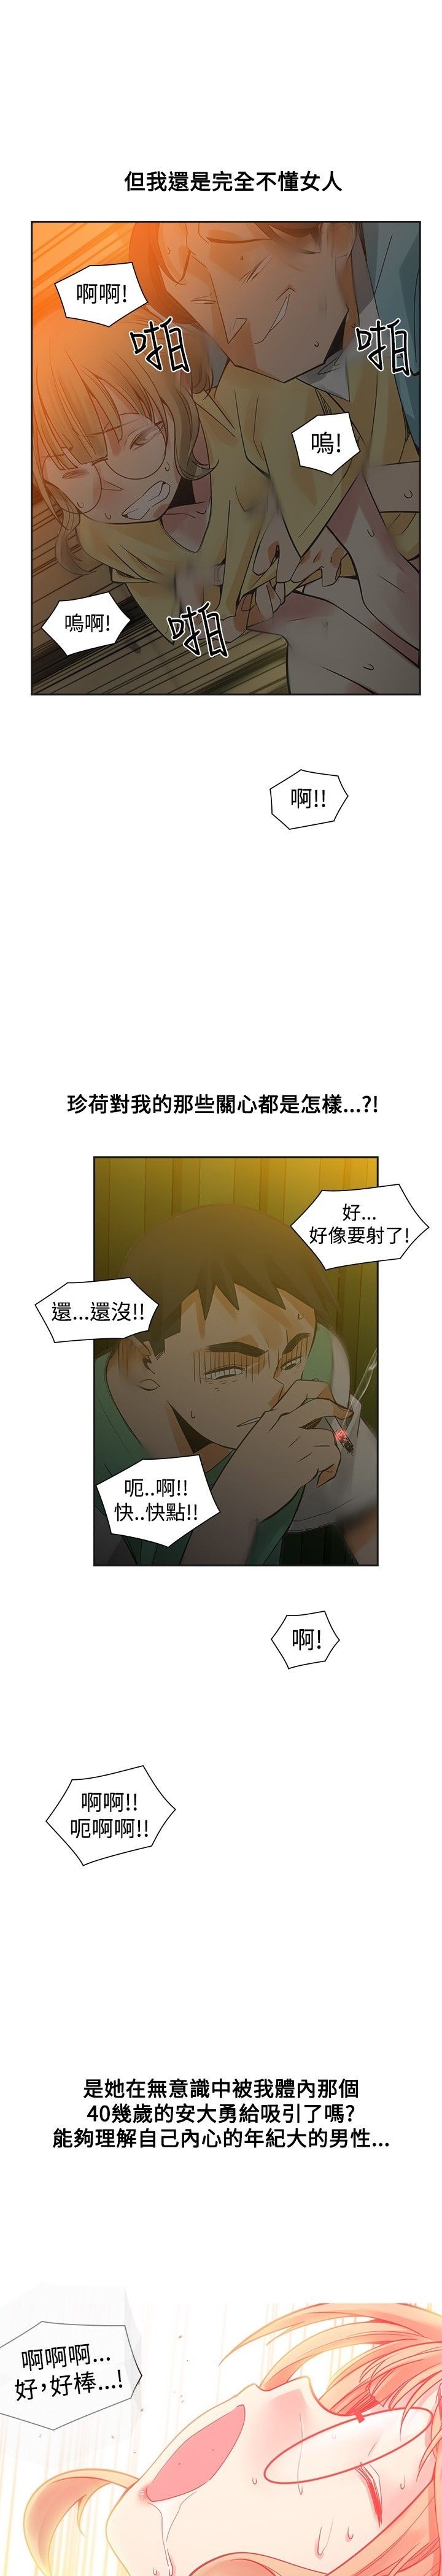 但我還是完全不懂女人
啊啊!
啪
啪
嗚!
嗚啊!
啪
啊!!
珍荷對我的那些關心都是怎樣...?!
好...
好像要射了!
還...還沒!!
呃..啊!!
快..快點!!
啊!
啊啊!!
呃啊啊!!
是她在無意識中被我體內那個
40幾歲的安大勇給吸引了嗎?
能夠理解自己內心的年紀大的男性...
啊啊啊...
好,好棒...!